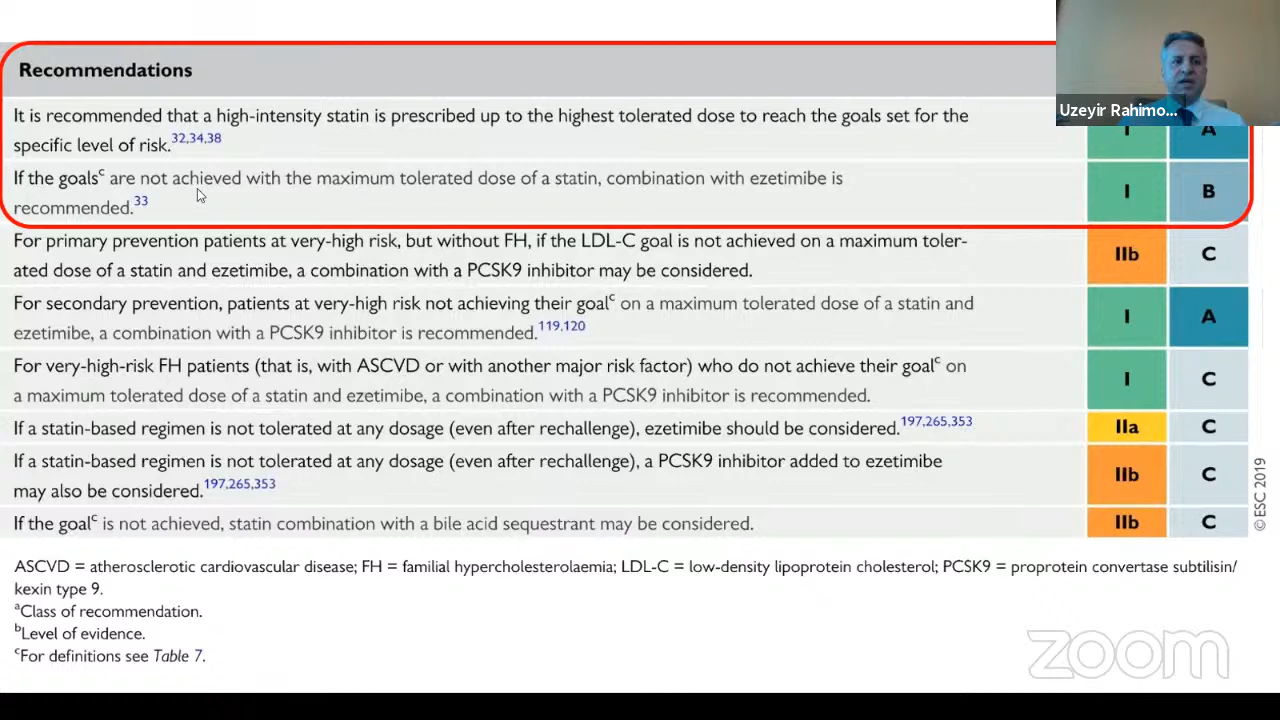 Recommendations
Uzeyir Rahimo...
It is recommended that a high-intensity statin is prescribed up to the highest tolerated dose to reach the goals set for the
specific level of risk.32,34,38
I A
If the goalsc are not achieved with the maximum tolerated dose of a statin, combination with ezetimibe is
recommended.33
I B
For primary prevention patients at very-high risk, but without FH, if the LDL-C goal is not achieved on a maximum toler-
ated dose of a statin and ezetimibe, a combination with a PCSK9 inhibitor may be considered.
IIb C
For secondary prevention, patients at very-high risk not achieving their goalc on a maximum tolerated dose of a statin and
ezetimibe, a combination with a PCSK9 inhibitor is recommended.119,120
I A
For very-high-risk FH patients (that is, with ASCVD or with another major risk factor) who do not achieve their goalc on
a maximum tolerated dose of a statin and ezetimibe, a combination with a PCSK9 inhibitor is recommended.
I C
If a statin-based regimen is not tolerated at any dosage (even after rechallenge), ezetimibe should be considered.197,265,353
IIa C
If a statin-based regimen is not tolerated at any dosage (even after rechallenge), a PCSK9 inhibitor added to ezetimibe
may also be considered.197,265,353
IIb C
If the goalc is not achieved, statin combination with a bile acid sequestrant may be considered.
IIb C
© ESC 2019
ASCVD = atherosclerotic cardiovascular disease; FH = familial hypercholesterolaemia; LDL-C = low-density lipoprotein cholesterol; PCSK9 = proprotein convertase subtilisin/
kexin type 9.
aClass of recommendation.
bLevel of evidence.
cFor definitions see Table 7.
zoom